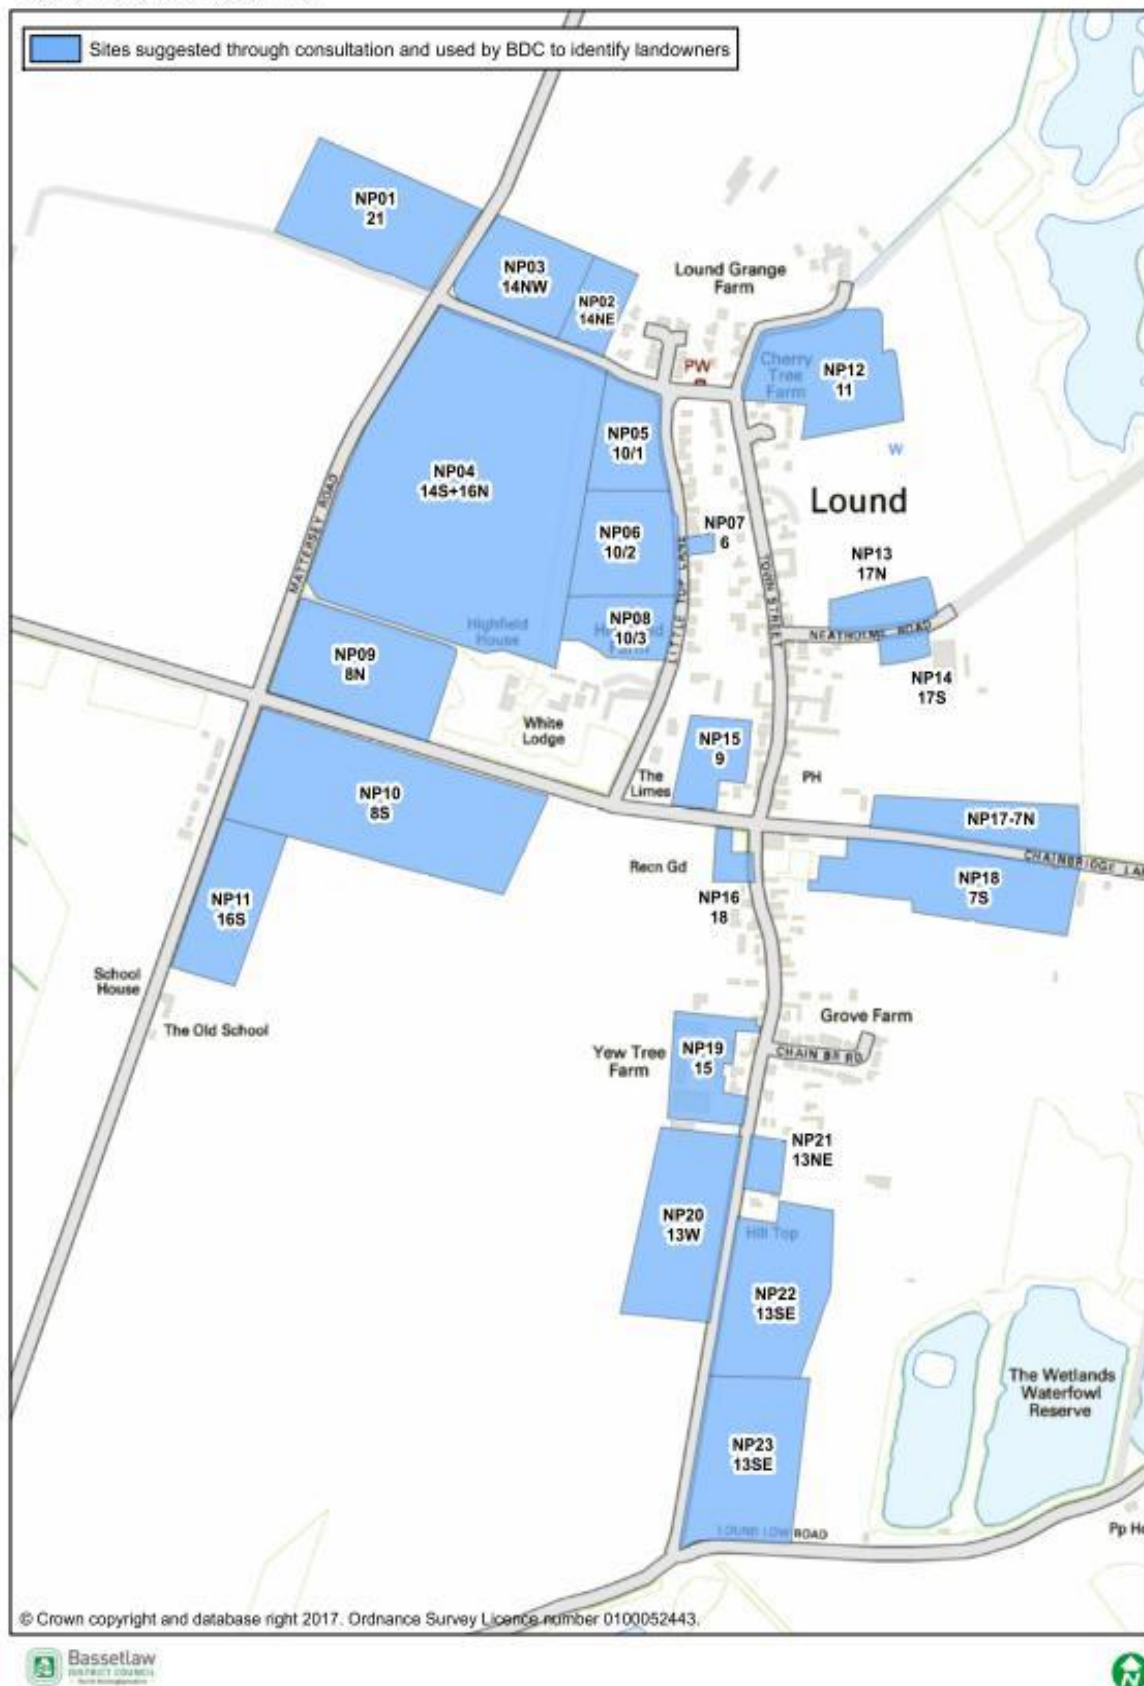 Sites suggested through consultation and used by BDC to identify landowners
NP01
21
NP03
14NW
NP02
14NE
Lound Grange
Farm
PW
Cherry
Tree
Farm
NP12
11
W
NP05
10/1
NP04
14S+16N
MATTERSEY ROAD
Lound
NP06
10/2
NP07
6
LITTLE TOP LANE
TOWN STREET
NP13
17N
NEATHOLME ROAD
NP14
17S
Highfield
House
NP08
10/3
Farm
NP09
8N
White
Lodge
NP15
9
The
Limes
PH
NP10
8S
NP17-7N
CHAINBRIDGE LA
NP18
7S
Recn Gd
NP16
18
NP11
16S
School
House
The Old School
Grove Farm
CHAIN BR RD
Yew Tree
Farm
NP19
15
NP21
13NE
NP20
13W
Hill Top
NP22
13SE
The Wetlands
Waterfowl
Reserve
NP23
13SE
LOUND LOW ROAD
Pp Ho
© Crown copyright and database right 2017. Ordnance Survey Licence number 0100052443.
Bassetlaw
DISTRICT COUNCIL
North Nottinghamshire
N